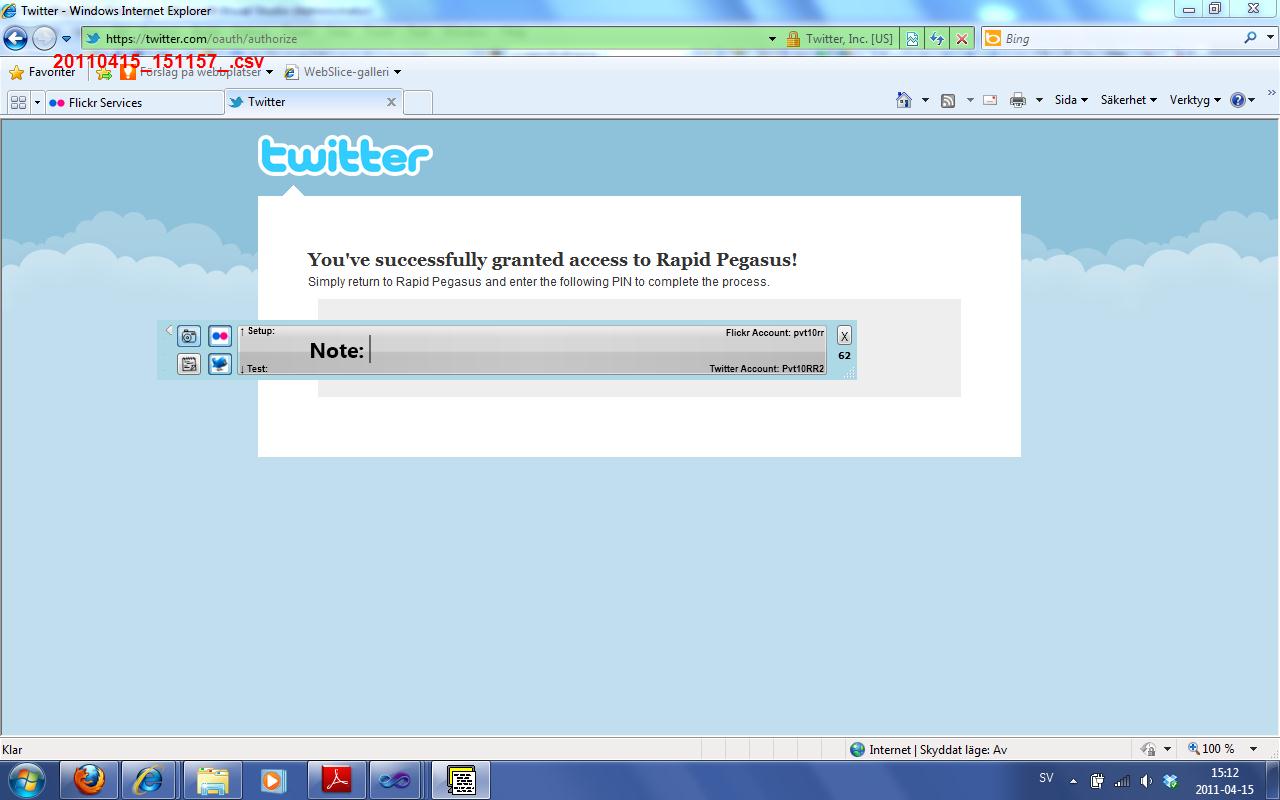 Twitter - Windows Internet Explorer
https://twitter.com/oauth/authorize
Twitter, Inc. [US]
Bing
20110415_151157_.csv
Favoriter
Förslag på webbplatser
WebSlice-galleri
Flickr Services
Twitter
Sida
Säkerhet
Verktyg
twitter
You've successfully granted access to Rapid Pegasus!
Simply return to Rapid Pegasus and enter the following PIN to complete the process.
↑ Setup:
Flickr Account: pvt10rr
X
Note:
62
↓ Test:
Twitter Account: Pvt10RR2
Klar
Internet | Skyddat läge: Av
100 %
SV
15:12
2011-04-15